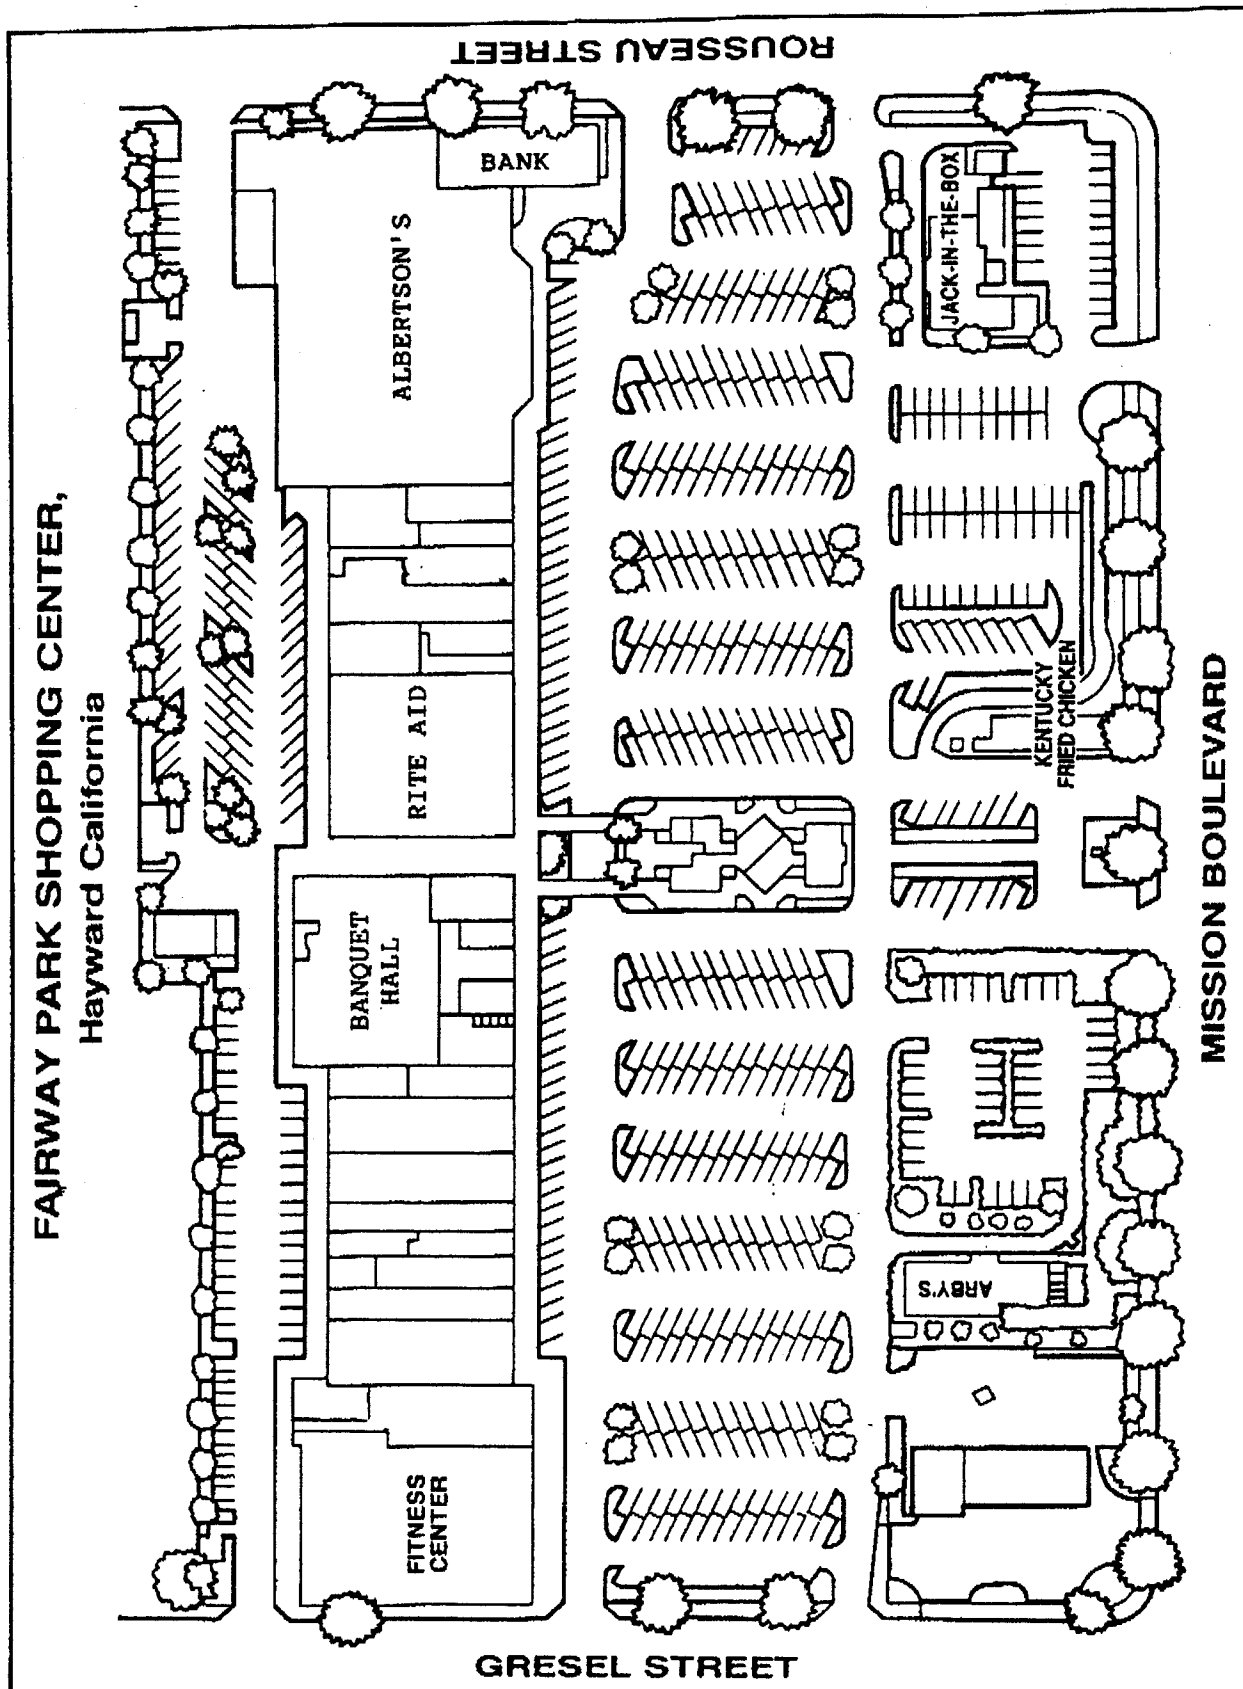 FAIRWAY PARK SHOPPING CENTER,
Hayward California
ROUSSEAU STREET
BANK
ALBERTSON'S
JACK-IN-THE-BOX
RITE AID
KENTUCKY
FRIED CHICKEN
BANQUET
HALL
MISSION BOULEVARD
ARBY'S
FITNESS
CENTER
GRESEL STREET